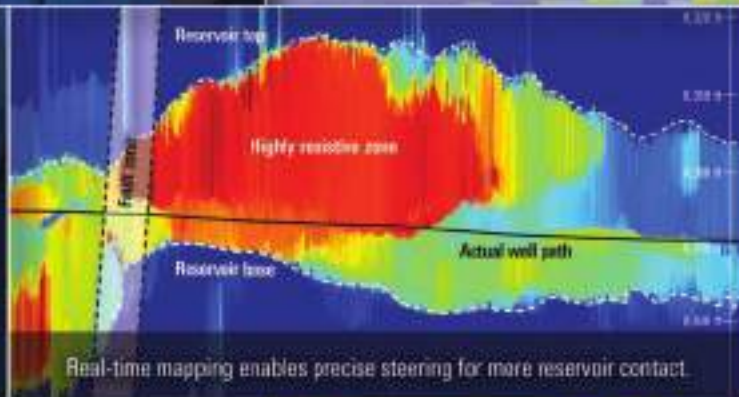 Reservoir top
Highly resistive zone
Fault zone
Actual well path
Reservoir base
Real-time mapping enables precise steering for more reservoir contact.